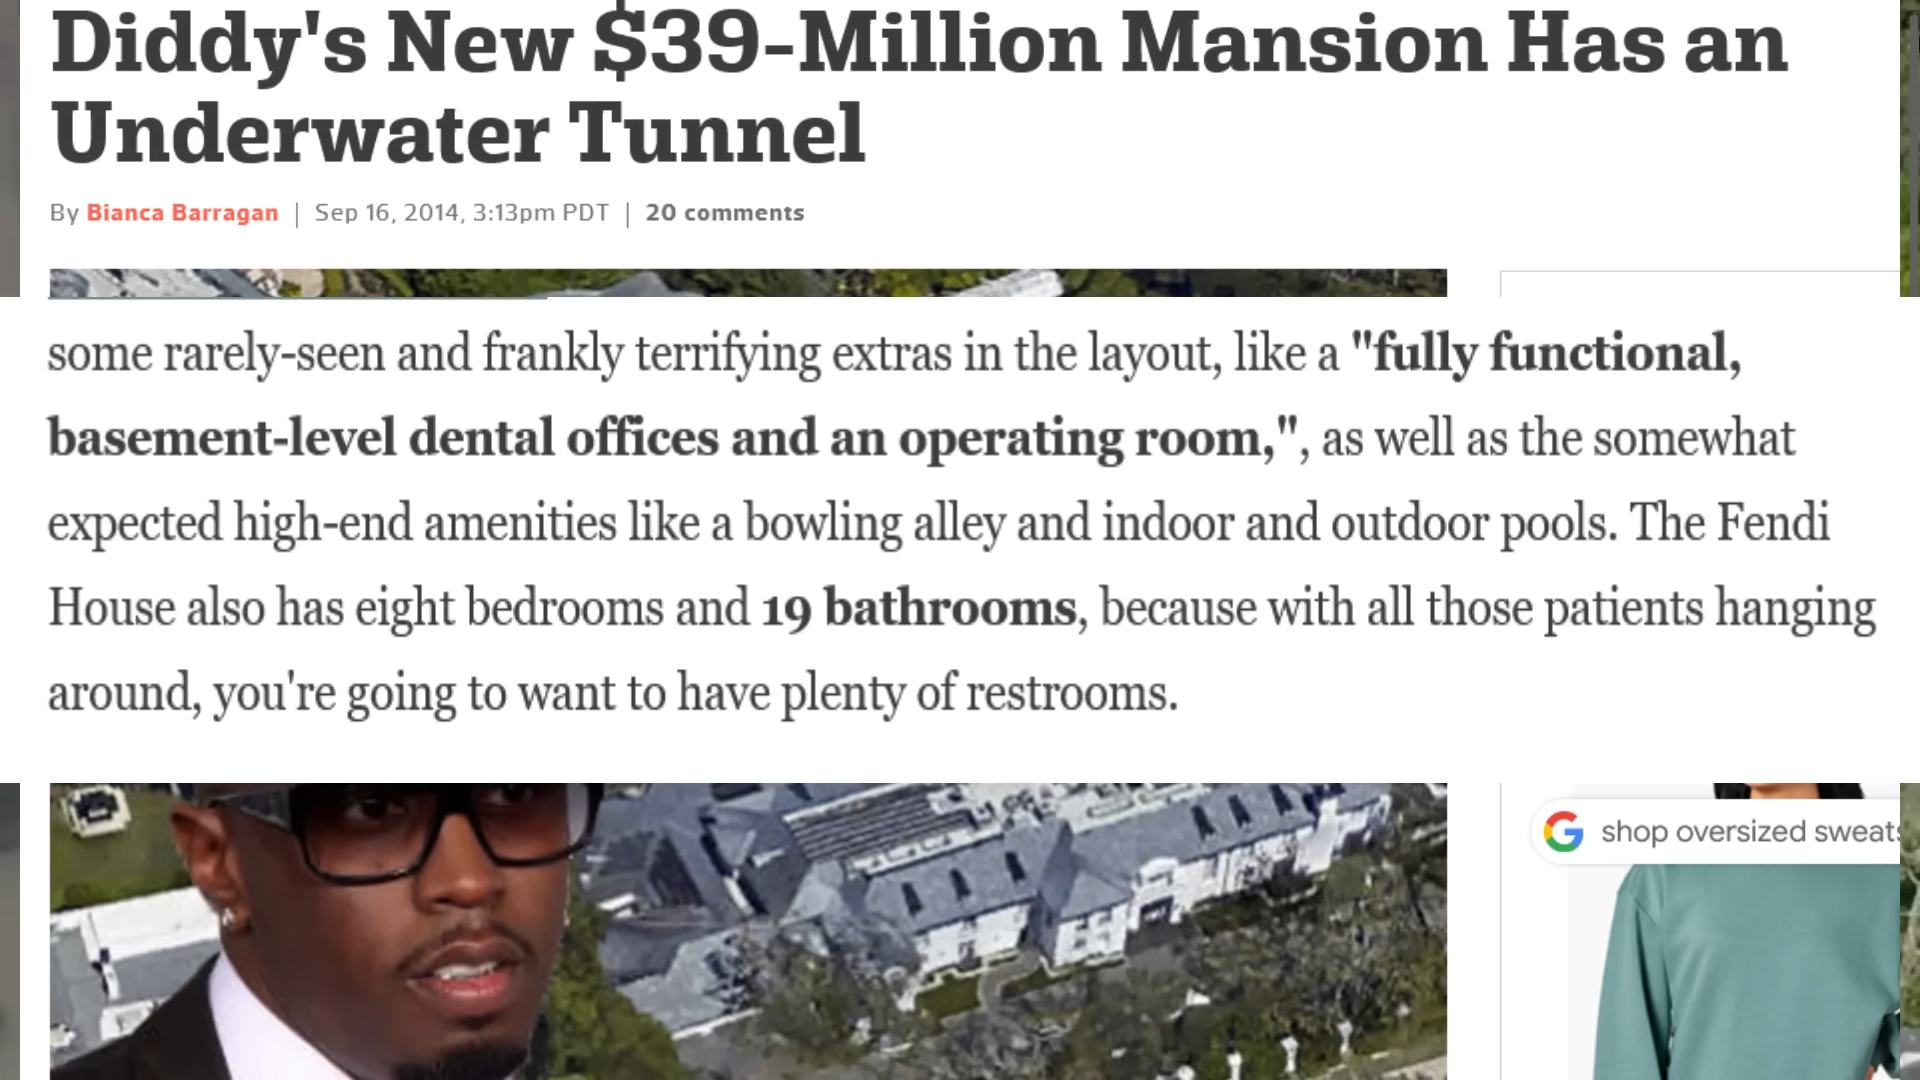 Diddy's New $39-Million Mansion Has an
Underwater Tunnel
By Bianca Barragan | Sep 16, 2014, 3:13pm PDT | 20 comments
some rarely-seen and frankly terrifying extras in the layout, like a "fully functional,
basement-level dental offices and an operating room,", as well as the somewhat
expected high-end amenities like a bowling alley and indoor and outdoor pools. The Fendi
House also has eight bedrooms and 19 bathrooms, because with all those patients hanging
around, you're going to want to have plenty of restrooms.
shop oversized sweats